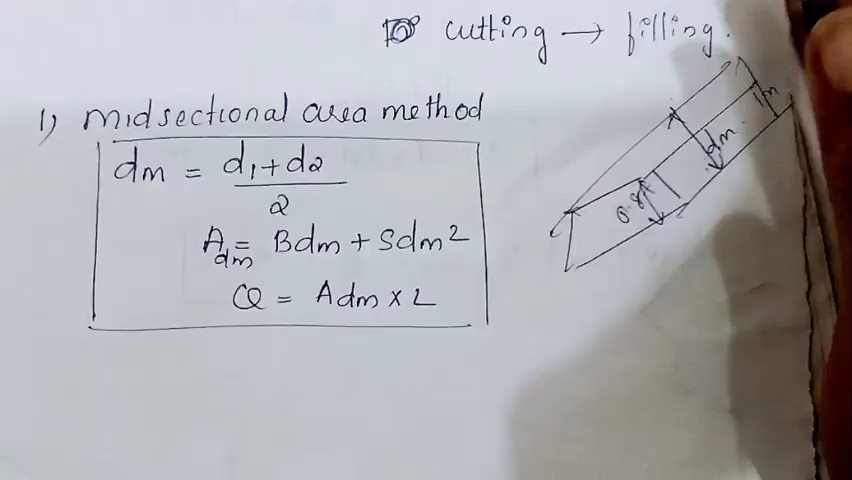 cutting → filling.
1) midsectional area method
dm = d1+d2
2
Adm = Bdm + Sdm²
Q = Adm × L
0.8
dm
1m